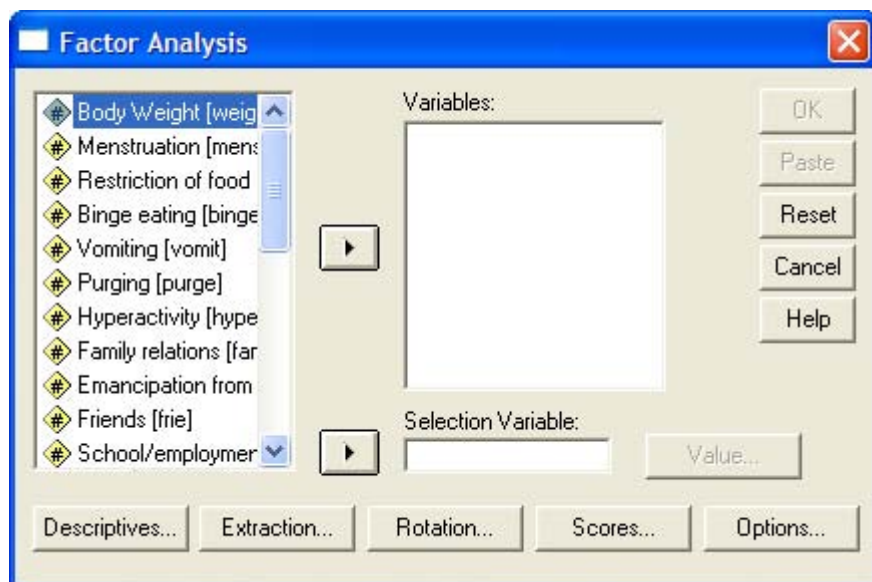 Factor Analysis
Body Weight [weig
Menstruation [mens
Restriction of food
Binge eating [binge
Vomiting [vomit]
Purging [purge]
Hyperactivity [hype
Family relations [far
Emancipation from
Friends [frie]
School/employmer
Variables:
Selection Variable:
Value...
OK
Paste
Reset
Cancel
Help
Descriptives...
Extraction...
Rotation...
Scores...
Options...